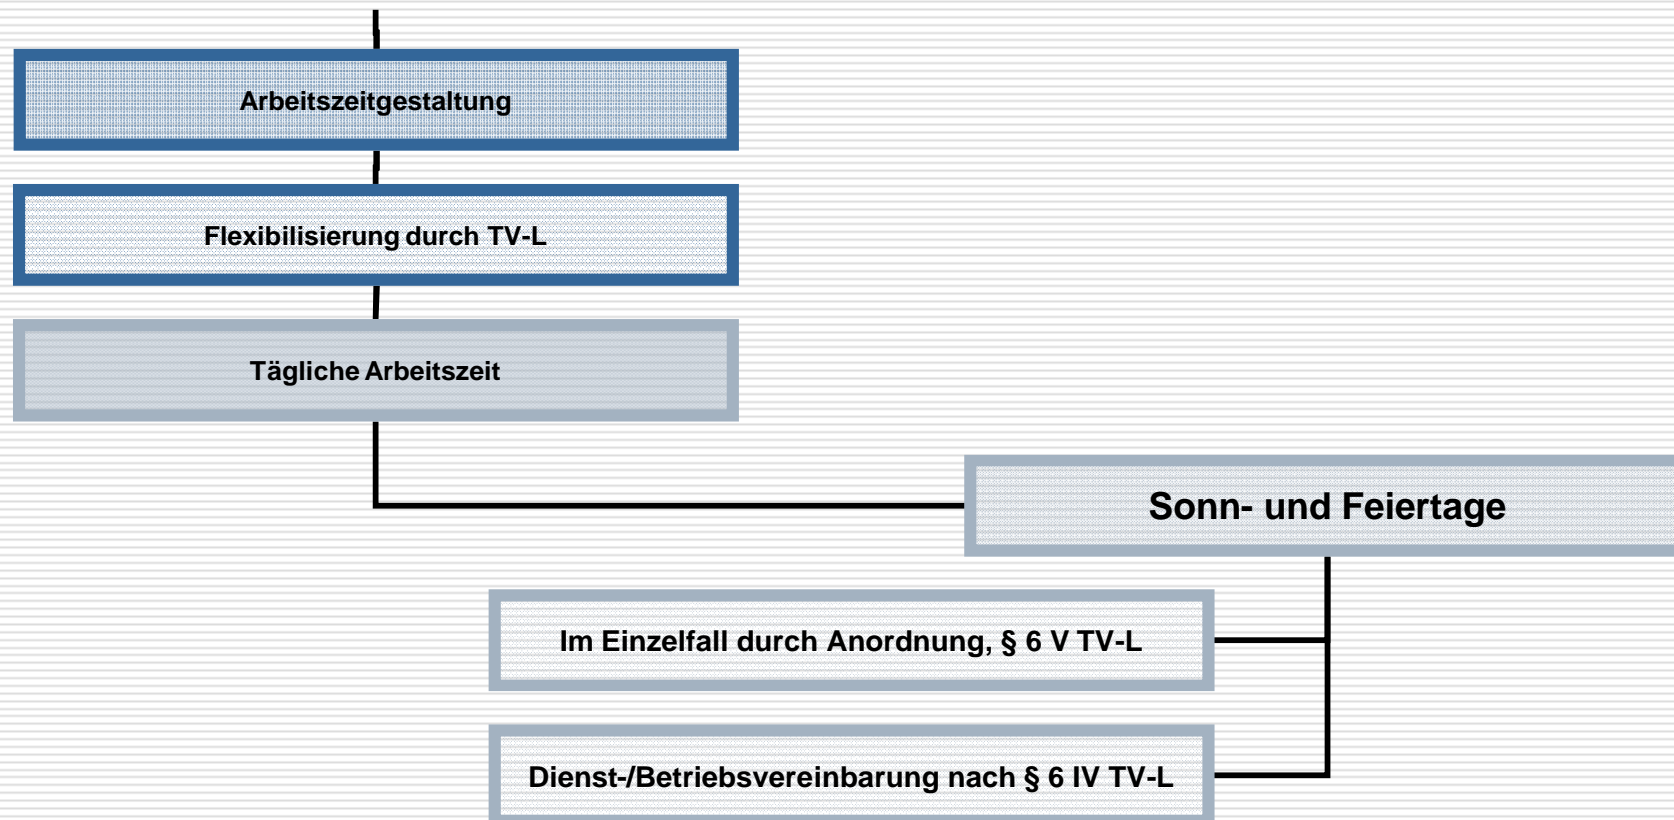 Arbeitszeitgestaltung
Flexibilisierung durch TV-L
Tägliche Arbeitszeit
Sonn- und Feiertage
Im Einzelfall durch Anordnung, § 6 V TV-L
Dienst-/Betriebsvereinbarung nach § 6 IV TV-L